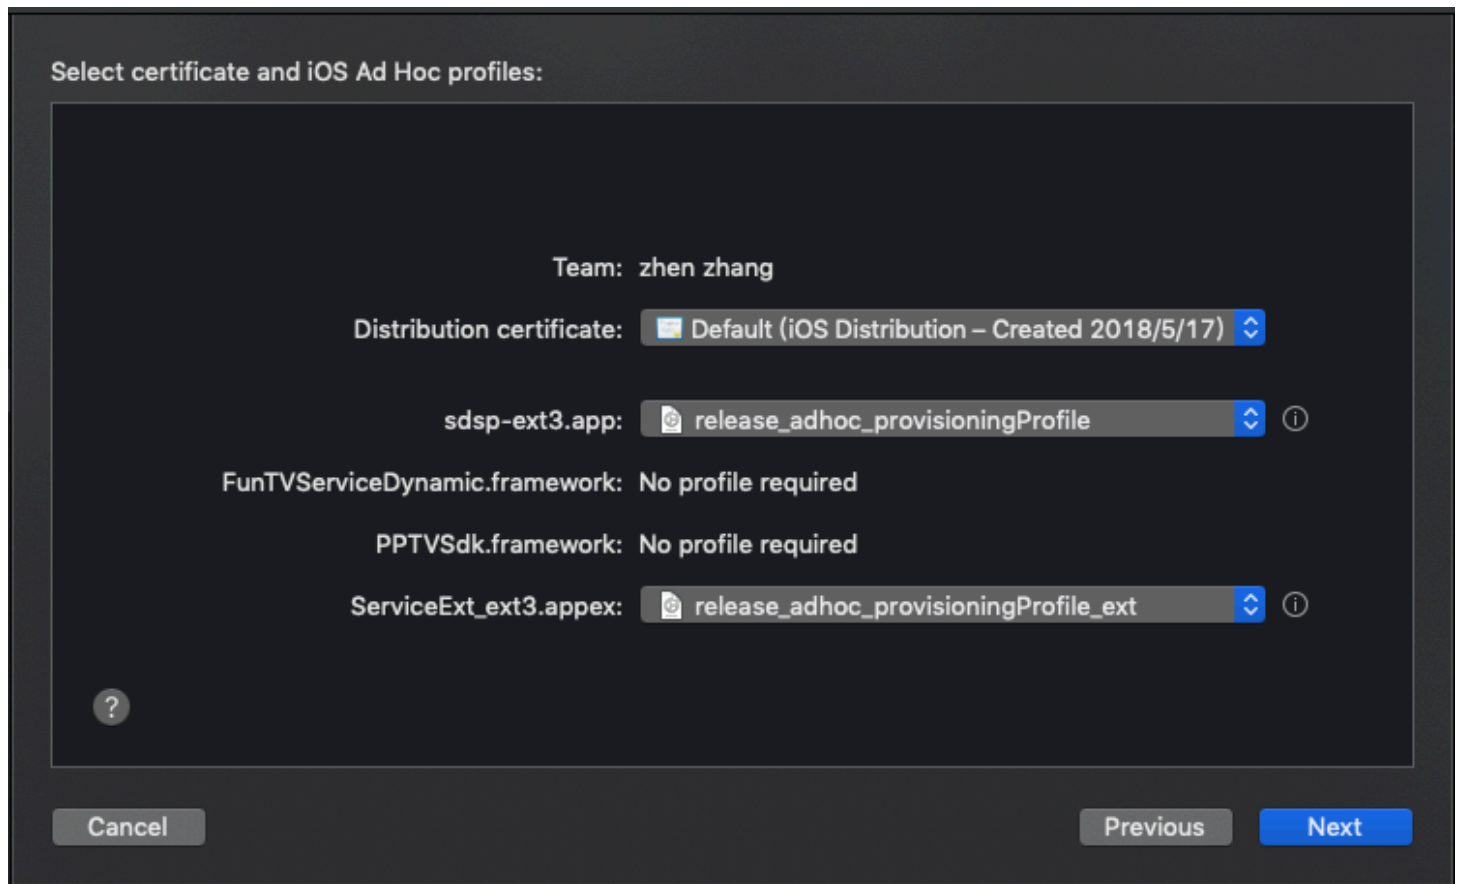 Select certificate and iOS Ad Hoc profiles:
Team: zhen zhang
Distribution certificate: Default (iOS Distribution – Created 2018/5/17)
sdsp-ext3.app: release_adhoc_provisioningProfile
FunTVServiceDynamic.framework: No profile required
PPTVSdk.framework: No profile required
ServiceExt_ext3.appex: release_adhoc_provisioningProfile_ext
?
Cancel Previous Next